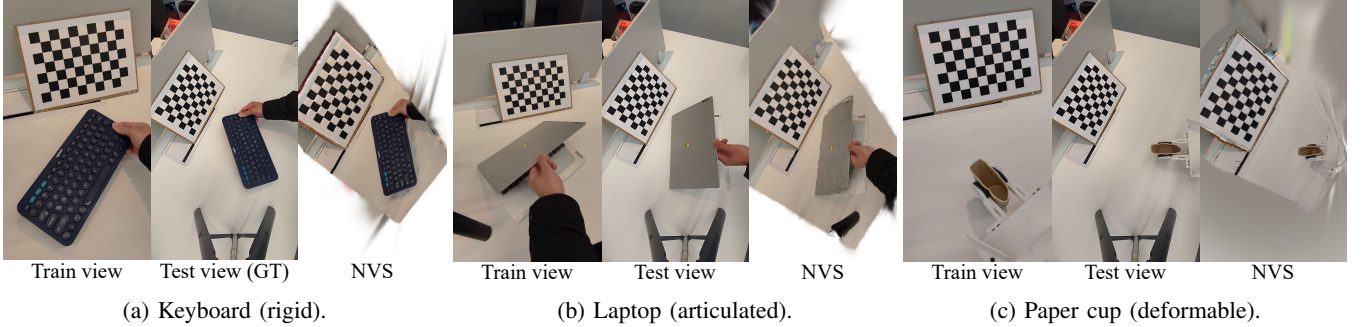 Train view
Test view (GT)
NVS
Train view
Test view
NVS
Train view
Test view
NVS
(a) Keyboard (rigid).
(b) Laptop (articulated).
(c) Paper cup (deformable).